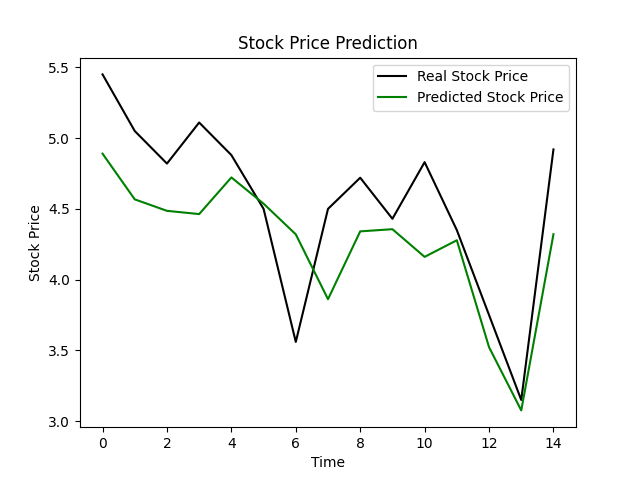 Stock Price Prediction
Real Stock Price
Predicted Stock Price
Stock Price
5.5
5.0
4.5
4.0
3.5
3.0
0 2 4 6 8 10 12 14
Time